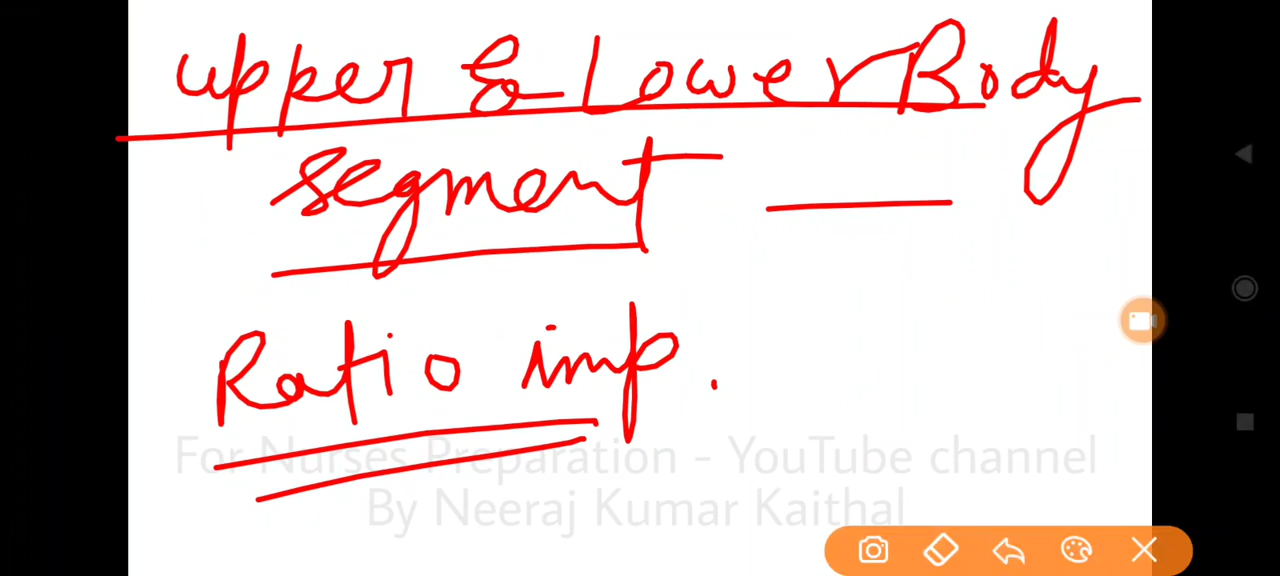 upper & Lower Body
segment
Ratio imp.
For Nurses Preparation - YouTube channel
By Neeraj Kumar Kaithal